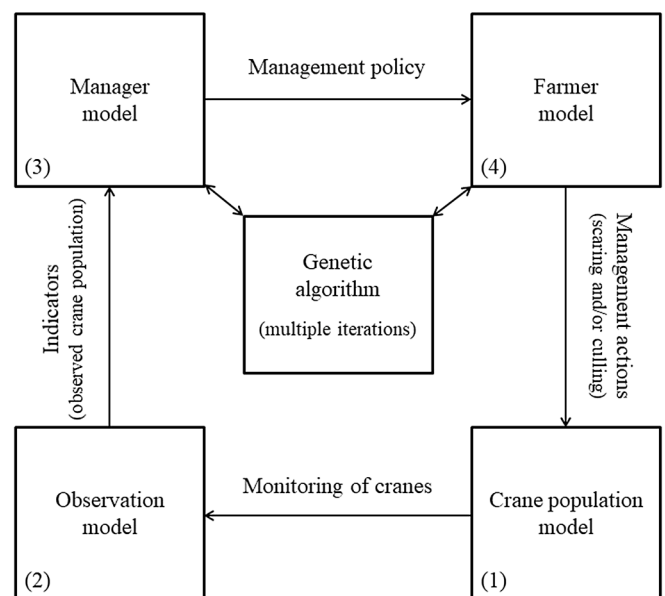 Manager
model
(3)
Management policy
Farmer
model
(4)
Genetic
algorithm
(multiple iterations)
Indicators
(observed crane population)
Management actions
(scaring and/or culling)
Observation
model
(2)
Monitoring of cranes
Crane population
model
(1)